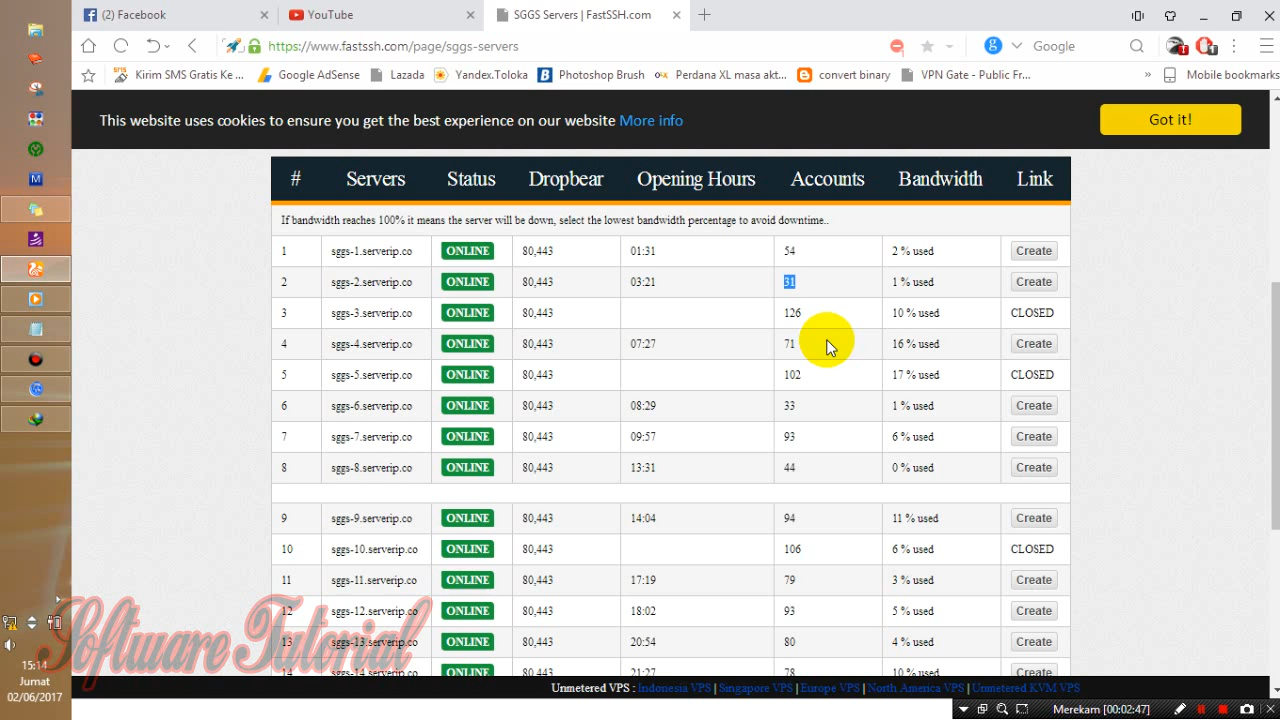 (2) Facebook
YouTube
SGGS Servers | FastSSH.com
https://www.fastssh.com/page/sggs-servers
Google
Kirim SMS Gratis Ke ...
Google AdSense
Lazada
Yandex.Toloka
Photoshop Brush
Perdana XL masa akt...
convert binary
VPN Gate - Public Fr...
»
Mobile bookmarks
This website uses cookies to ensure you get the best experience on our website More info
Got it!
# Servers Status Dropbear Opening Hours Accounts Bandwidth Link
If bandwidth reaches 100% it means the server will be down, select the lowest bandwidth percentage to avoid downtime..
1 sggs-1.serverip.co ONLINE 80,443 01:31 54 2 % used Create
2 sggs-2.serverip.co ONLINE 80,443 03:21 31 1 % used Create
3 sggs-3.serverip.co ONLINE 80,443 126 10 % used CLOSED
4 sggs-4.serverip.co ONLINE 80,443 07:27 71 16 % used Create
5 sggs-5.serverip.co ONLINE 80,443 102 17 % used CLOSED
6 sggs-6.serverip.co ONLINE 80,443 08:29 33 1 % used Create
7 sggs-7.serverip.co ONLINE 80,443 09:57 93 6 % used Create
8 sggs-8.serverip.co ONLINE 80,443 13:31 44 0 % used Create
9 sggs-9.serverip.co ONLINE 80,443 14:04 94 11 % used Create
10 sggs-10.serverip.co ONLINE 80,443 106 6 % used CLOSED
11 sggs-11.serverip.co ONLINE 80,443 17:19 79 3 % used Create
12 sggs-12.serverip.co ONLINE 80,443 18:02 93 5 % used Create
13 sggs-13.serverip.co ONLINE 80,443 20:54 80 4 % used Create
14 sggs-14.serverip.co ONLINE 80,443 21:27 78 10 % used Create
Software Tutorial
15:14
Jumat
02/06/2017
Unmetered VPS : Indonesia VPS | Singapore VPS | Europe VPS | North America VPS | Unmetered KVM VPS
Merekam [00:02:47]